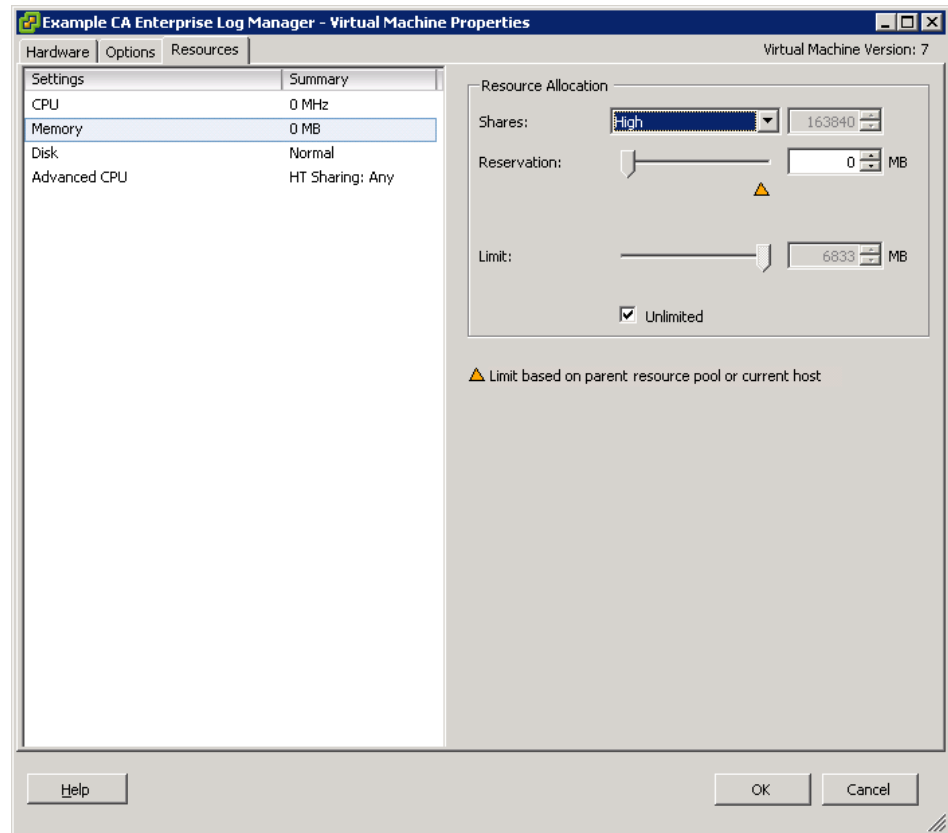 Example CA Enterprise Log Manager - Virtual Machine Properties
Hardware Options Resources Virtual Machine Version: 7
Settings Summary
CPU 0 MHz
Memory 0 MB
Disk Normal
Advanced CPU HT Sharing: Any
Resource Allocation
Shares: High 163840
Reservation: 0 MB
Limit: 6833 MB
Unlimited
Limit based on parent resource pool or current host
Help OK Cancel